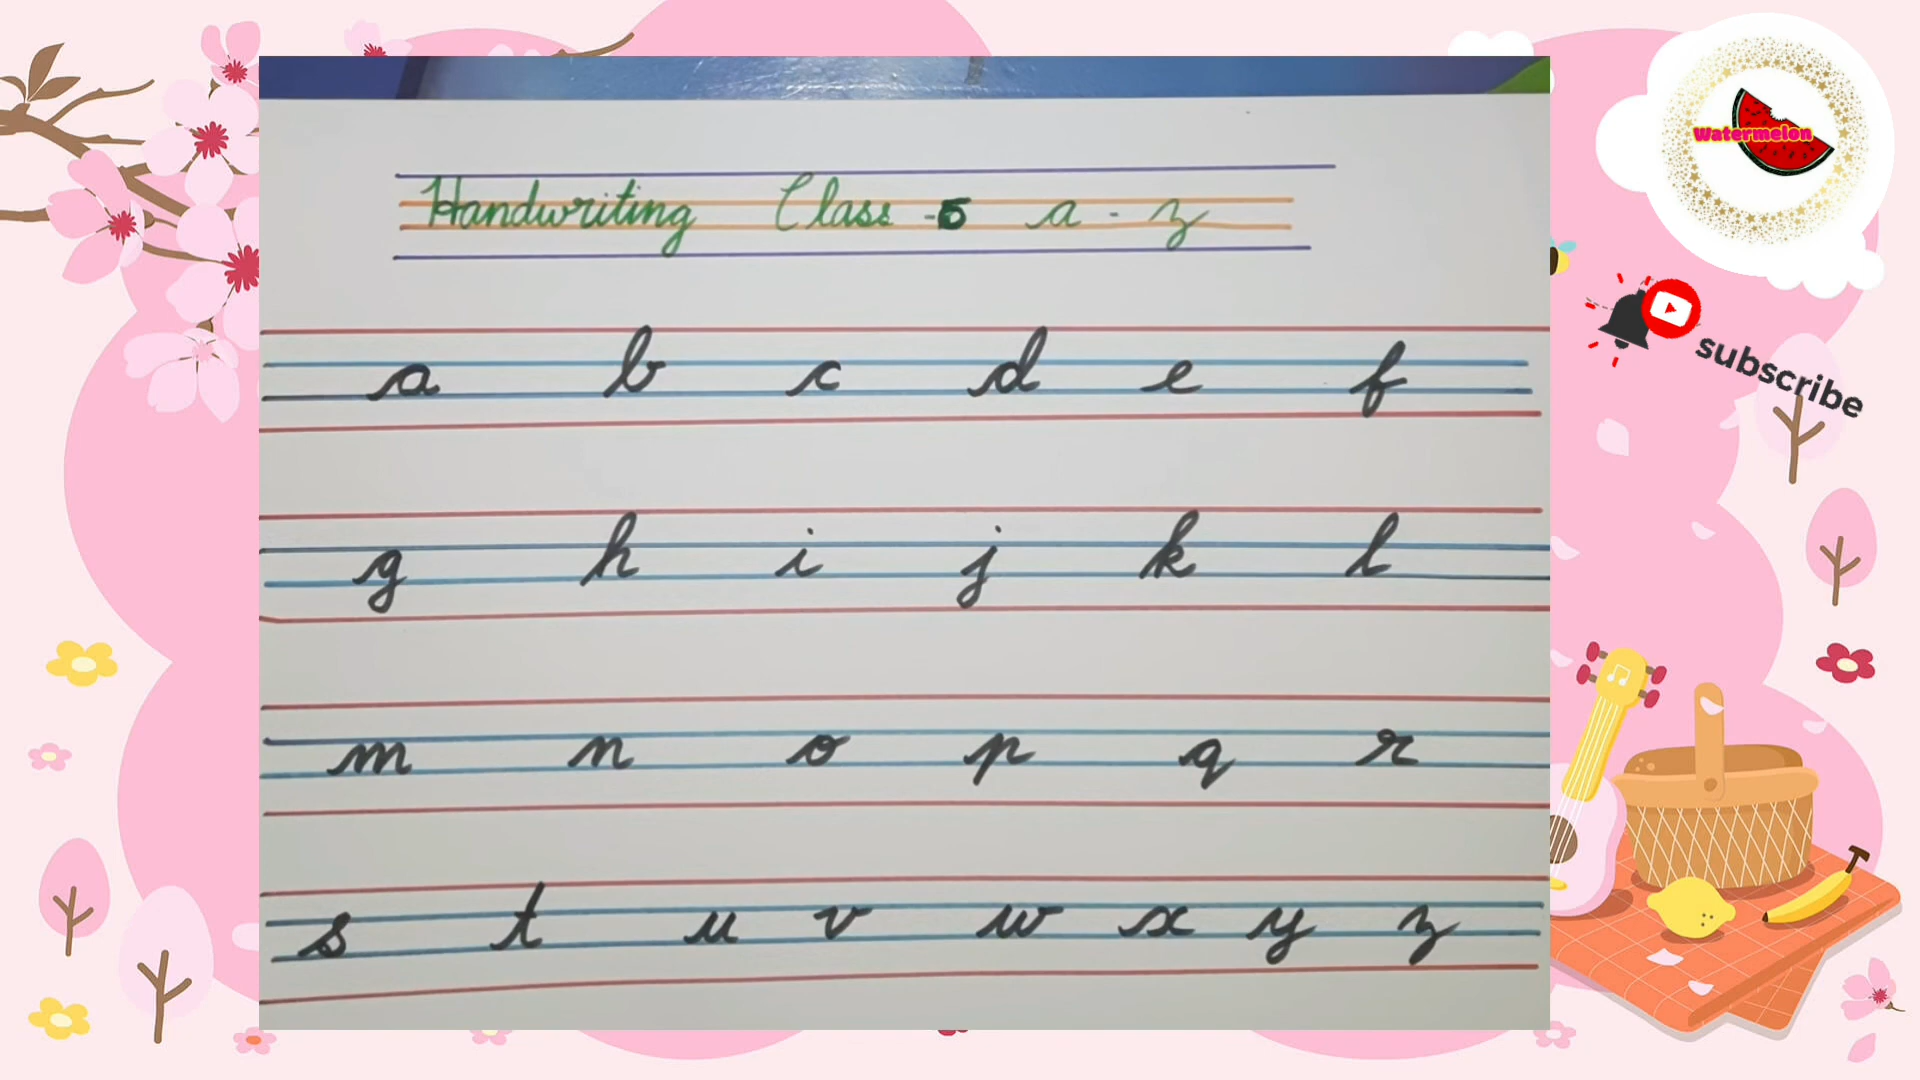 Watermelon
Handwriting Class - 5 a - z
subscribe
a b c d e f
g h i j k l
m n o p q r
s t u v w x y z